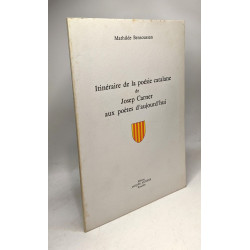 Mathilde Bensoussan
Itinéraire de la poésie catalane
de
Josep Carner
aux poètes d'aujourd'hui